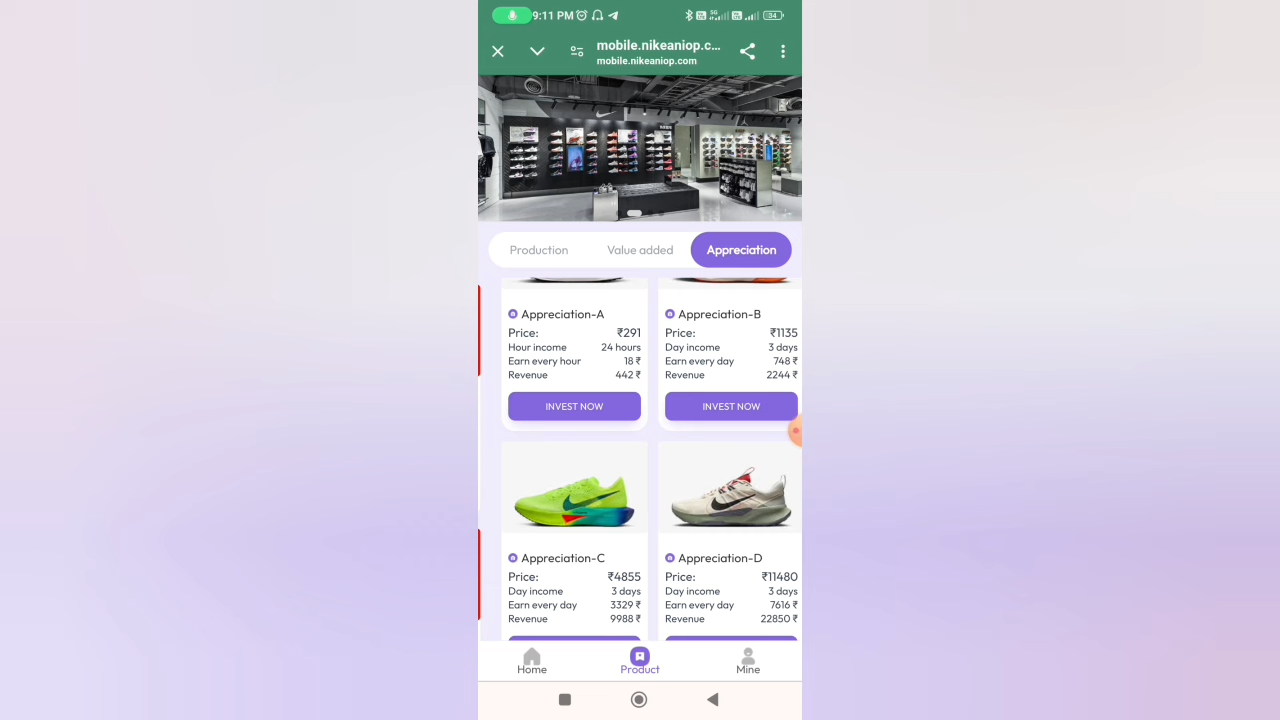 9:11 PM
5G
34
mobile.nikeaniop.c...
mobile.nikeaniop.com
Production
Value added
Appreciation
Appreciation-A
Price: ₹291
Hour income 24 hours
Earn every hour 18 ₹
Revenue 442 ₹
INVEST NOW
Appreciation-B
Price: ₹1135
Day income 3 days
Earn every day 748 ₹
Revenue 2244 ₹
INVEST NOW
Appreciation-C
Price: ₹4855
Day income 3 days
Earn every day 3329 ₹
Revenue 9988 ₹
Appreciation-D
Price: ₹11480
Day income 3 days
Earn every day 7616 ₹
Revenue 22850 ₹
Home
Product
Mine